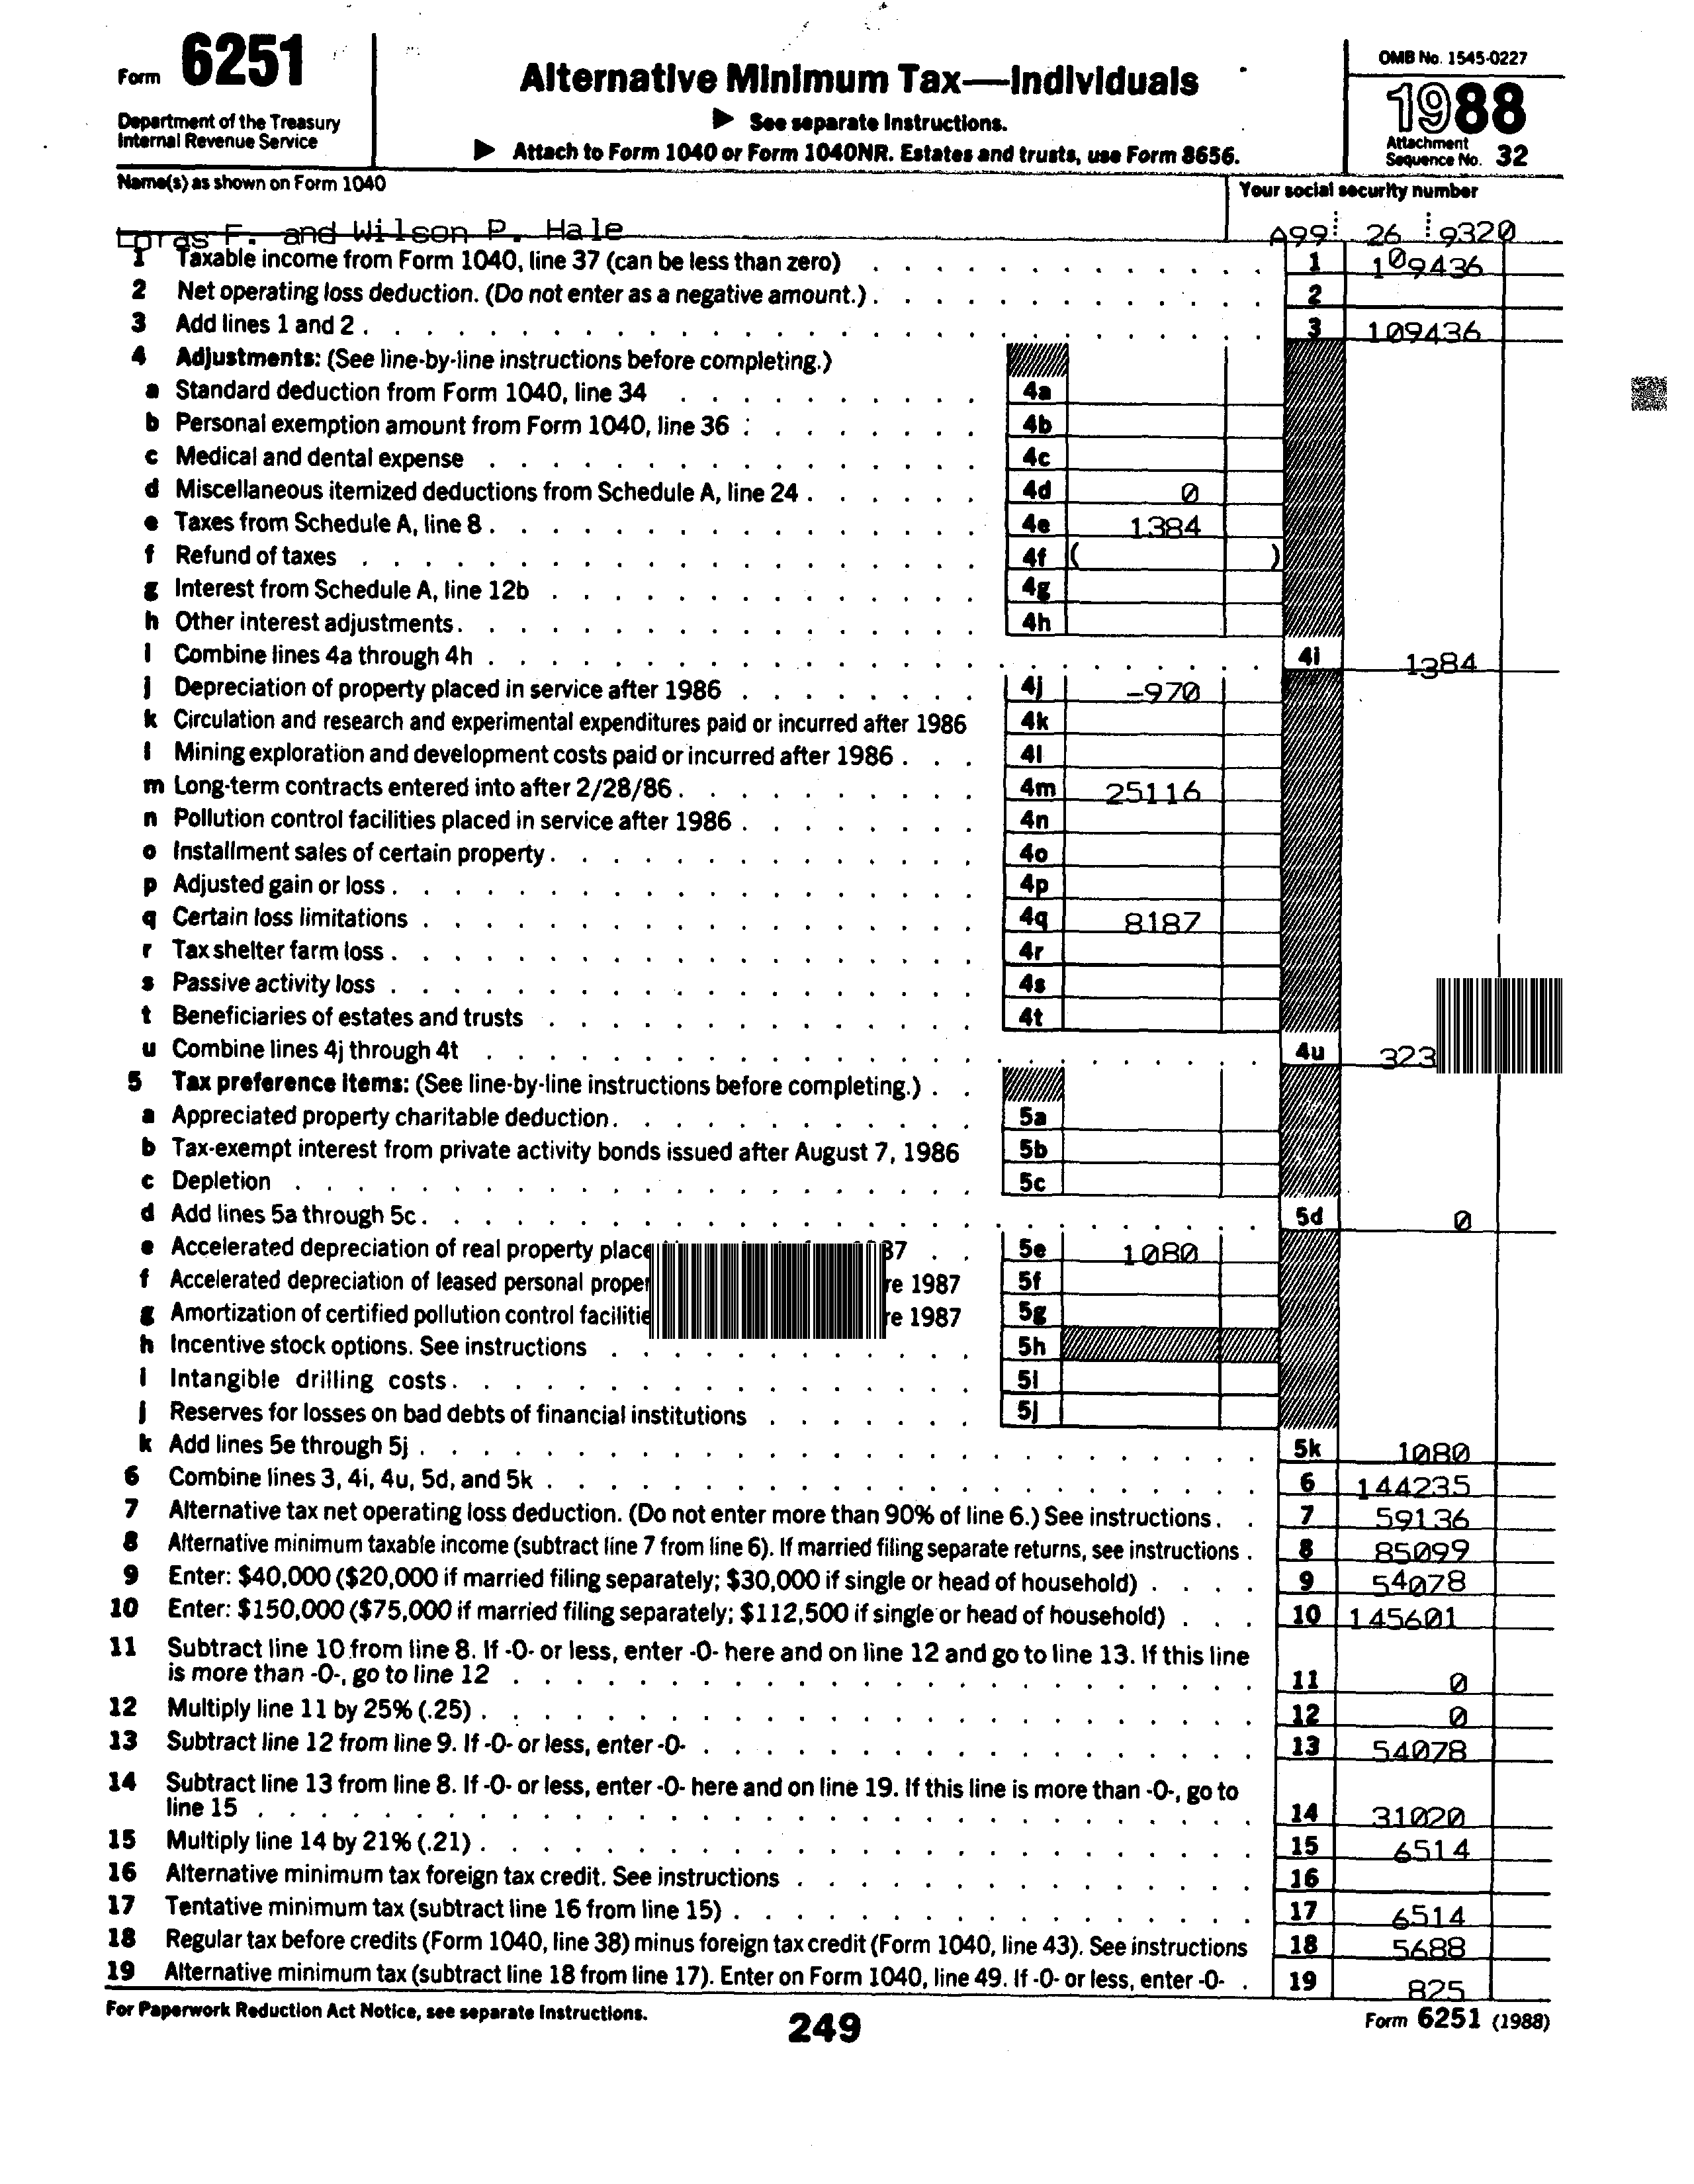 Form 6251
Department of the Treasury
Internal Revenue Service
Alternative Minimum Tax—Individuals
▶ See separate Instructions.
▶ Attach to Form 1040 or Form 1040NR. Estates and trusts, use Form 8656.
OMB No. 1545-0227
1988
Attachment
Sequence No. 32
Name(s) as shown on Form 1040
Your social security number
F. and Wilson P. Hale A99 26 9320
1 Taxable income from Form 1040, line 37 (can be less than zero) 1 109436
2 Net operating loss deduction. (Do not enter as a negative amount.) 2
3 Add lines 1 and 2 3 109436
4 Adjustments: (See line-by-line instructions before completing.)
a Standard deduction from Form 1040, line 34 4a
b Personal exemption amount from Form 1040, line 36 4b
c Medical and dental expense 4c
d Miscellaneous itemized deductions from Schedule A, line 24 4d 0
e Taxes from Schedule A, line 8 4e 1384
f Refund of taxes 4f ( )
g Interest from Schedule A, line 12b 4g
h Other interest adjustments 4h
i Combine lines 4a through 4h 4i 1384
j Depreciation of property placed in service after 1986 4j -970
k Circulation and research and experimental expenditures paid or incurred after 1986 4k
l Mining exploration and development costs paid or incurred after 1986 4l
m Long-term contracts entered into after 2/28/86 4m 25116
n Pollution control facilities placed in service after 1986 4n
o Installment sales of certain property 4o
p Adjusted gain or loss 4p
q Certain loss limitations 4q 8187
r Tax shelter farm loss 4r
s Passive activity loss 4s
t Beneficiaries of estates and trusts 4t
u Combine lines 4j through 4t 4u 323
5 Tax preference items: (See line-by-line instructions before completing.)
a Appreciated property charitable deduction 5a
b Tax-exempt interest from private activity bonds issued after August 7, 1986 5b
c Depletion 5c
d Add lines 5a through 5c 5d 0
e Accelerated depreciation of real property 5e 1080
f Accelerated depreciation of leased personal 1987 5f
g Amortization of certified pollution control 1987 5g
h Incentive stock options. See instructions 5h
i Intangible drilling costs 5i
j Reserves for losses on bad debts of financial institutions 5j
k Add lines 5e through 5j 5k 1080
6 Combine lines 3, 4i, 4u, 5d, and 5k 6 144235
7 Alternative tax net operating loss deduction. (Do not enter more than 90% of line 6.) See instructions 7 59136
8 Alternative minimum taxable income (subtract line 7 from line 6). If married filing separate returns, see instructions 8 85099
9 Enter: $40,000 ($20,000 if married filing separately; $30,000 if single or head of household) 9 54078
10 Enter: $150,000 ($75,000 if married filing separately; $112,500 if single or head of household) 10 145601
11 Subtract line 10 from line 8. If -0- or less, enter -0- here and on line 12 and go to line 13. If this line
is more than -0-, go to line 12 11 0
12 Multiply line 11 by 25% (.25) 12 0
13 Subtract line 12 from line 9. If -0- or less, enter -0- 13 54078
14 Subtract line 13 from line 8. If -0- or less, enter -0- here and on line 19. If this line is more than -0-, go to
line 15 14 31020
15 Multiply line 14 by 21% (.21) 15 6514
16 Alternative minimum tax foreign tax credit. See instructions 16
17 Tentative minimum tax (subtract line 16 from line 15) 17 6514
18 Regular tax before credits (Form 1040, line 38) minus foreign tax credit (Form 1040, line 43). See instructions 18 5688
19 Alternative minimum tax (subtract line 18 from line 17). Enter on Form 1040, line 49. If -0- or less, enter -0- 19 825
For Paperwork Reduction Act Notice, see separate Instructions.
249
Form 6251 (1988)